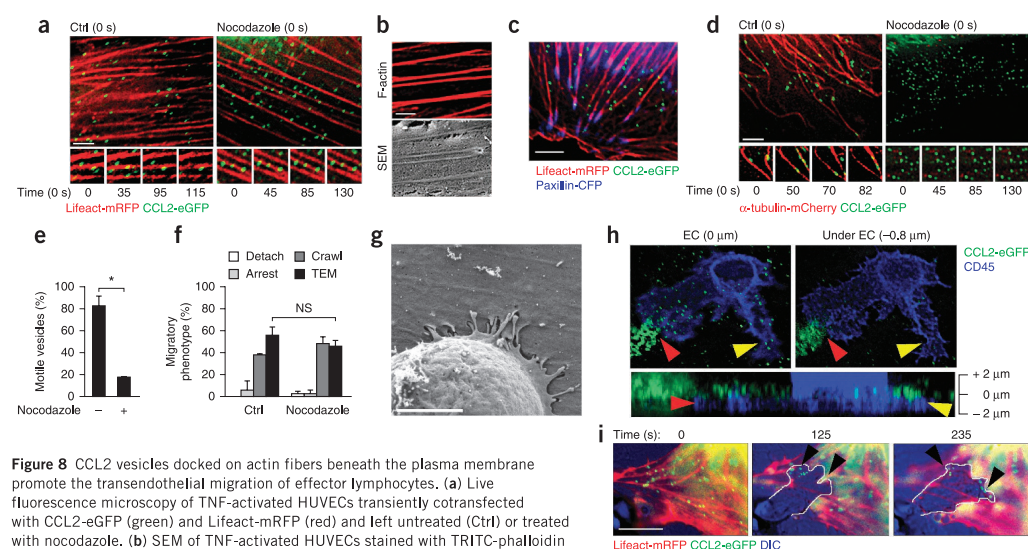 a
Ctrl (0 s)
Nocodazole (0 s)
Time (0 s)
0
35
95
115
0
45
85
130
Lifeact-mRFP CCL2-eGFP
b
F-actin
SEM
c
Lifeact-mRFP CCL2-eGFP
Paxillin-CFP
d
Ctrl (0 s)
Nocodazole (0 s)
Time (0 s)
0
50
70
82
0
45
85
130
α-tubulin-mCherry CCL2-eGFP
e
*
Motile vesicles (%)
100
80
60
40
20
0
Nocodazole
–
+
f
Detach
Crawl
Arrest
TEM
NS
Migratory
phenotype (%)
100
80
60
40
20
0
Ctrl
Nocodazole
g
h
EC (0 μm)
Under EC (–0.8 μm)
CCL2-eGFP
CD45
+ 2 μm
0 μm
– 2 μm
i
Time (s):
0
125
235
Lifeact-mRFP CCL2-eGFP DIC
Figure 8 CCL2 vesicles docked on actin fibers beneath the plasma membrane
promote the transendothelial migration of effector lymphocytes. (a) Live
fluorescence microscopy of TNF-activated HUVECs transiently cotransfected
with CCL2-eGFP (green) and Lifeact-mRFP (red) and left untreated (Ctrl) or treated
with nocodazole. (b) SEM of TNF-activated HUVECs stained with TRITC-phalloidin